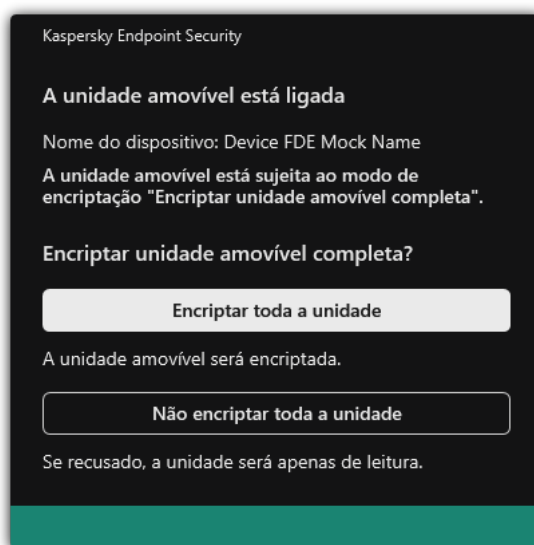 Kaspersky Endpoint Security
A unidade amovível está ligada
Nome do dispositivo: Device FDE Mock Name
A unidade amovível está sujeita ao modo de
encriptação "Encriptar unidade amovível completa".
Encriptar unidade amovível completa?
Encriptar toda a unidade
A unidade amovível será encriptada.
Não encriptar toda a unidade
Se recusado, a unidade será apenas de leitura.